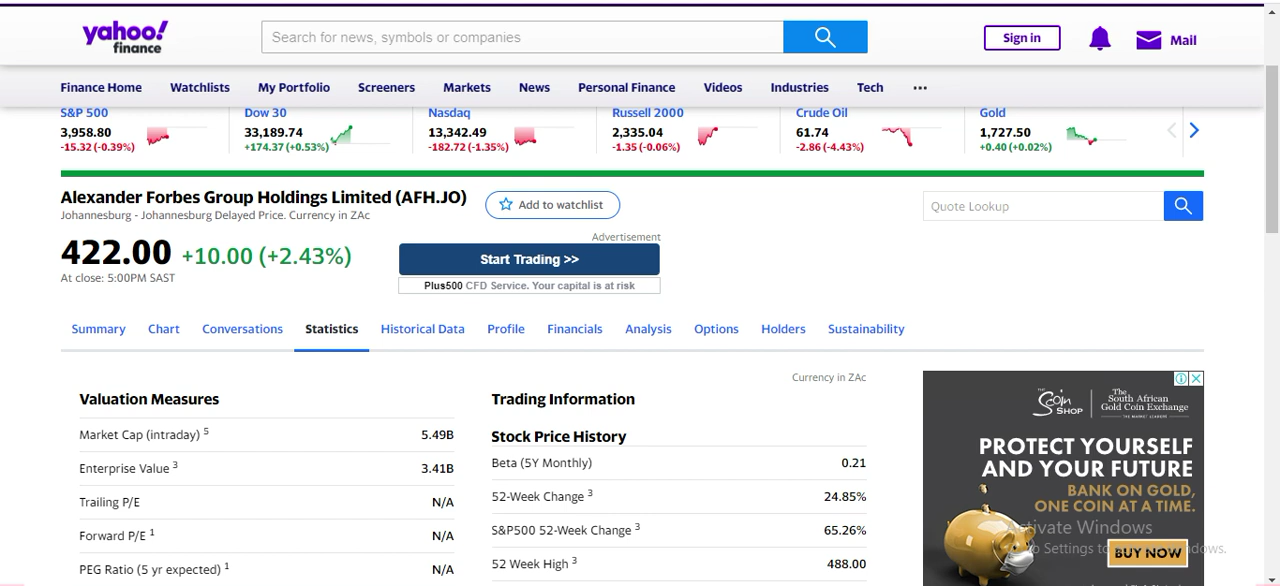 yahoo!
finance
Search for news, symbols or companies
Sign in
Mail
Finance Home Watchlists My Portfolio Screeners Markets News Personal Finance Videos Industries Tech ...
S&P 500
3,958.80
-15.32 (-0.39%)
Dow 30
33,189.74
+174.37 (+0.53%)
Nasdaq
13,342.49
-182.72 (-1.35%)
Russell 2000
2,335.04
-1.35 (-0.06%)
Crude Oil
61.74
-2.86 (-4.43%)
Gold
1,727.50
+0.40 (+0.02%)
Alexander Forbes Group Holdings Limited (AFH.JO)
Johannesburg - Johannesburg Delayed Price. Currency in ZAc
Add to watchlist
Quote Lookup
422.00 +10.00 (+2.43%)
At close: 5:00PM SAST
Advertisement
Start Trading >>
Plus500 CFD Service. Your capital is at risk
Summary Chart Conversations Statistics Historical Data Profile Financials Analysis Options Holders Sustainability
Currency in ZAc
Valuation Measures
Market Cap (intraday) 5 5.49B
Enterprise Value 3 3.41B
Trailing P/E N/A
Forward P/E 1 N/A
PEG Ratio (5 yr expected) 1 N/A
Trading Information
Stock Price History
Beta (5Y Monthly) 0.21
52-Week Change 3 24.85%
S&P500 52-Week Change 3 65.26%
52 Week High 3 488.00
THE
Scoin
SHOP
The
South African
Gold Coin Exchange
THE MARKET LEADERS
PROTECT YOURSELF
AND YOUR FUTURE
BANK ON GOLD,
ONE COIN AT A TIME.
Activate Windows
BUY NOW